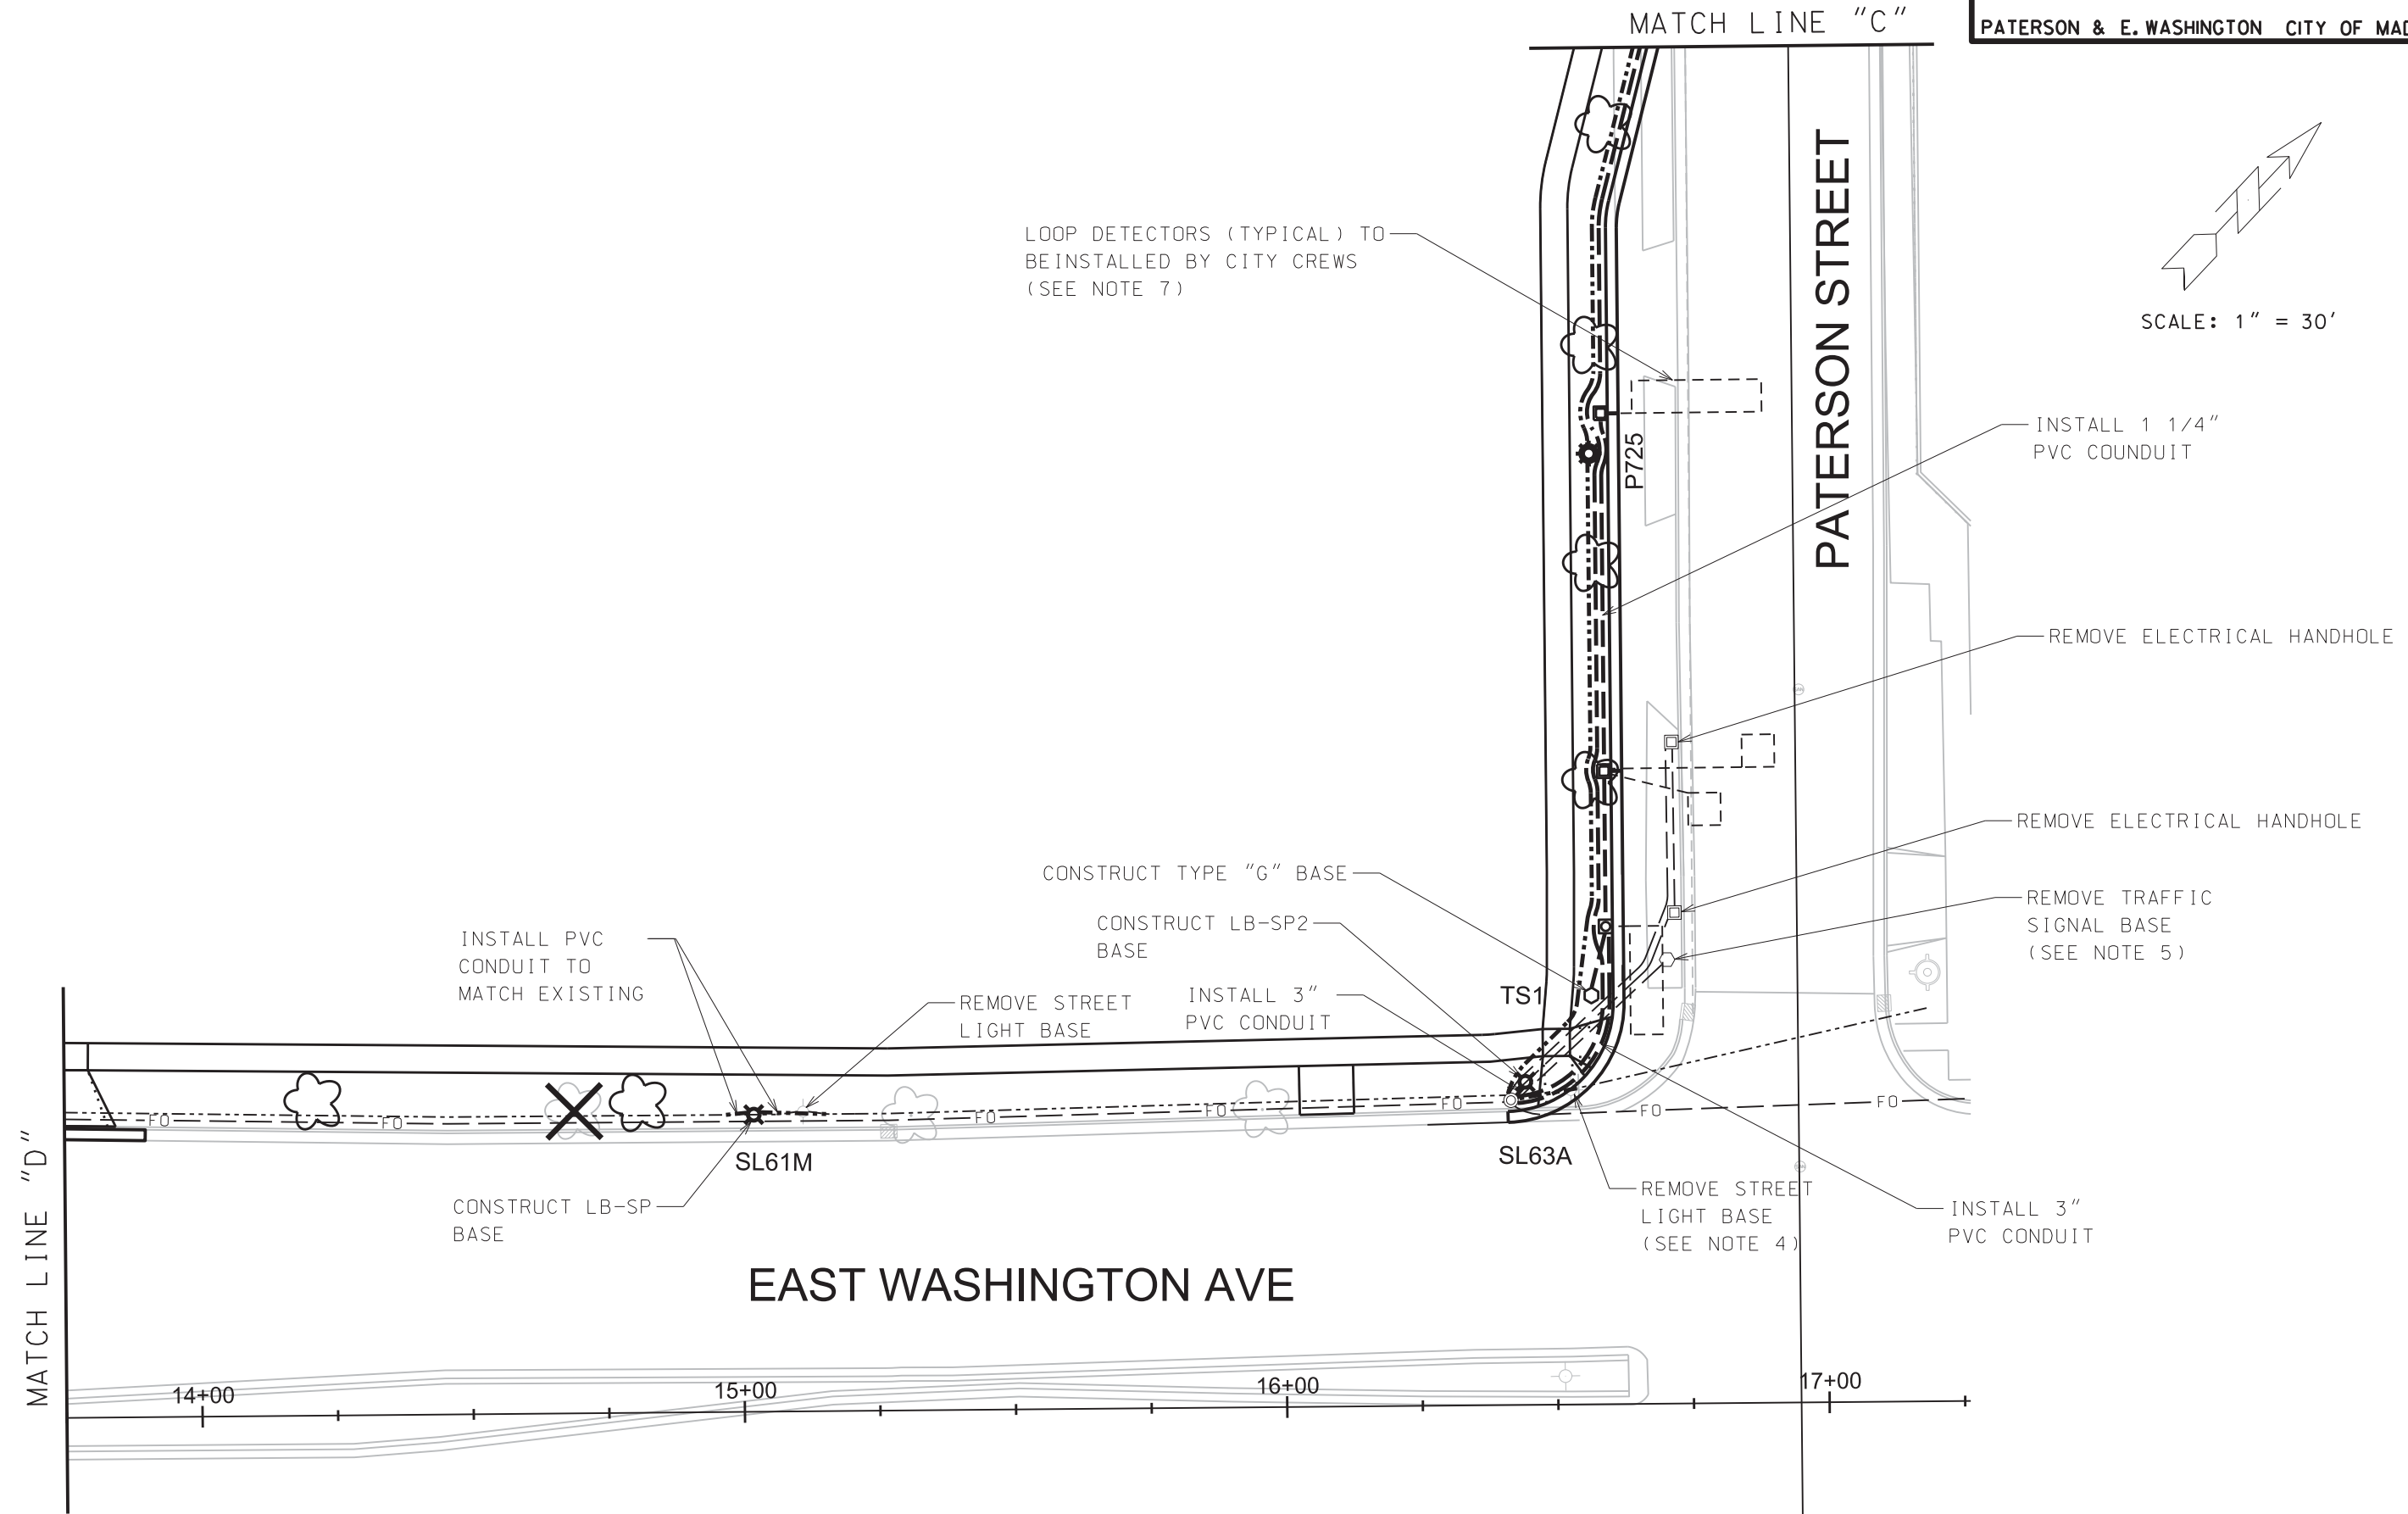 MATCH LINE "C"
PATERSON & E. WASHINGTON CITY OF
LOOP DETECTORS (TYPICAL) TO
BEINSTALLED BY CITY CREWS
(SEE NOTE 7)
PATERSON STREET
SCALE: 1" = 30'
INSTALL 1 1/4"
PVC COUNDUIT
P725
REMOVE ELECTRICAL HANDHOLE
REMOVE ELECTRICAL HANDHOLE
CONSTRUCT TYPE "G" BASE
CONSTRUCT LB-SP2
BASE
REMOVE TRAFFIC
SIGNAL BASE
(SEE NOTE 5)
INSTALL PVC
CONDUIT TO
MATCH EXISTING
REMOVE STREET
LIGHT BASE
INSTALL 3"
PVC CONDUIT
TS1
FO
FO
FO
FO
FO
FO
FO
MATCH LINE "D"
SL61M
SL63A
CONSTRUCT LB-SP
BASE
REMOVE STREET
LIGHT BASE
(SEE NOTE 4)
INSTALL 3"
PVC CONDUIT
EAST WASHINGTON AVE
14+00
15+00
16+00
17+00